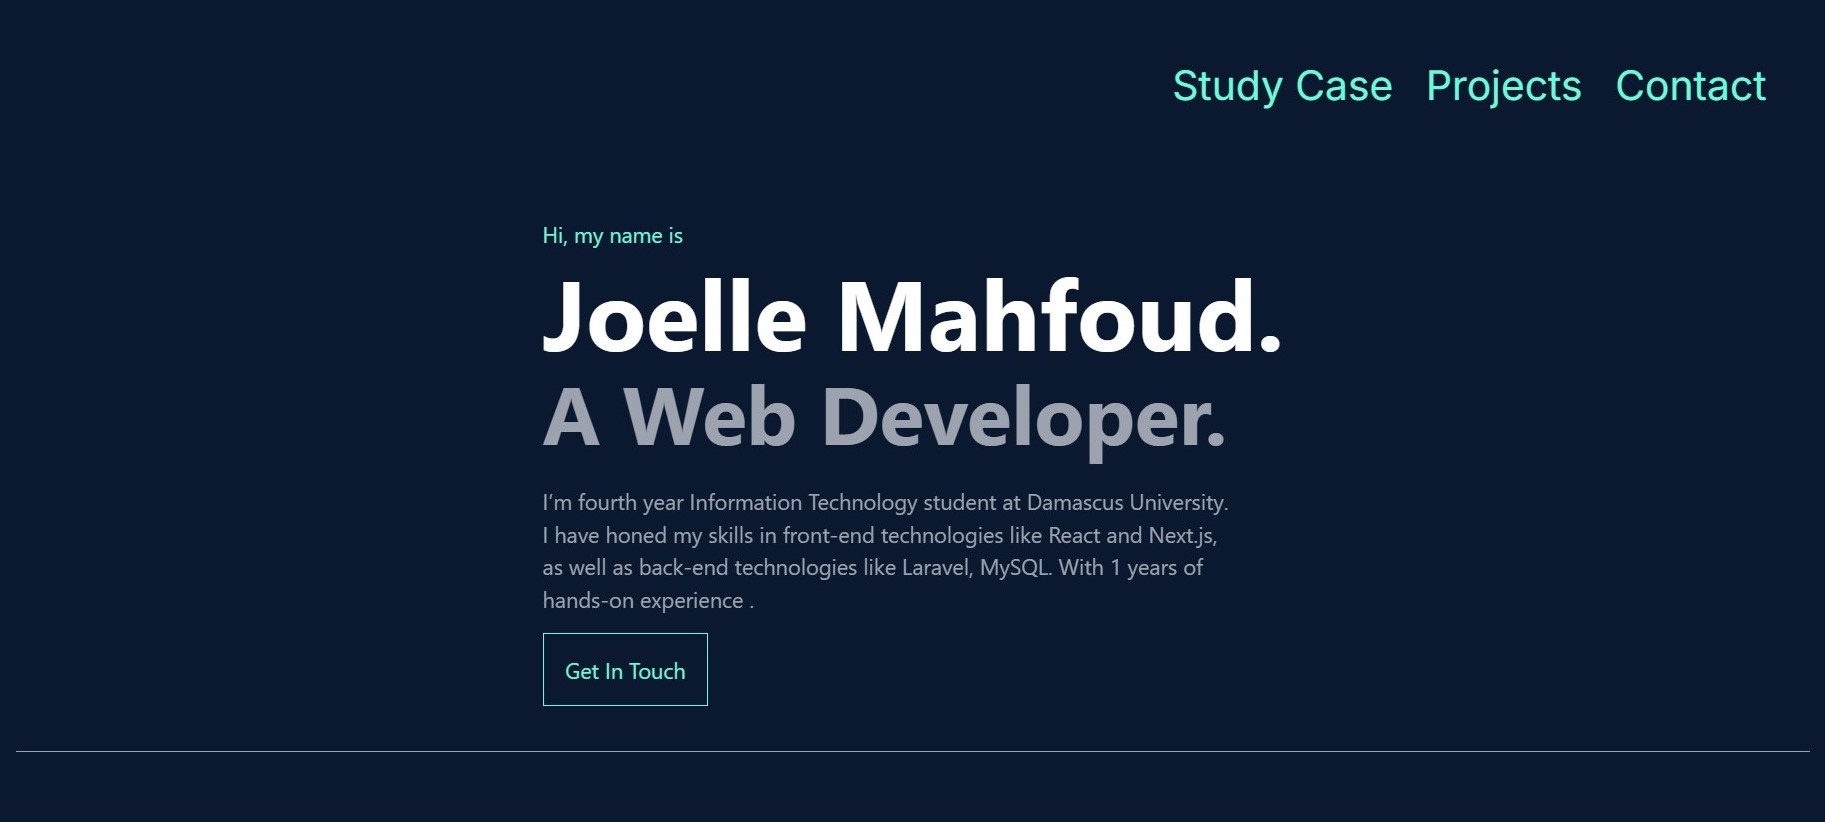 Study Case Projects Contact
Hi, my name is
Joelle Mahfoud.
A Web Developer.
I’m fourth year Information Technology student at Damascus University.
I have honed my skills in front-end technologies like React and Next.js,
as well as back-end technologies like Laravel, MySQL. With 1 years of
hands-on experience .
Get In Touch